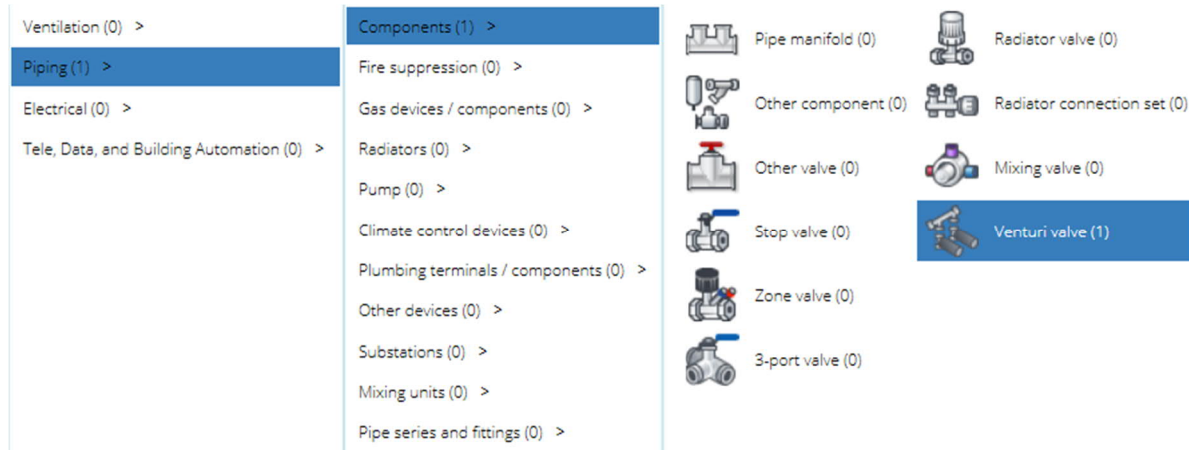 Ventilation (0) >
Piping (1) >
Electrical (0) >
Tele, Data, and Building Automation (0) >
Components (1) >
Fire suppression (0) >
Gas devices / components (0) >
Radiators (0) >
Pump (0) >
Climate control devices (0) >
Plumbing terminals / components (0) >
Other devices (0) >
Substations (0) >
Mixing units (0) >
Pipe series and fittings (0) >
Pipe manifold (0)
Other component (0)
Other valve (0)
Stop valve (0)
Zone valve (0)
3-port valve (0)
Radiator valve (0)
Radiator connection set (0)
Mixing valve (0)
Venturi valve (1)